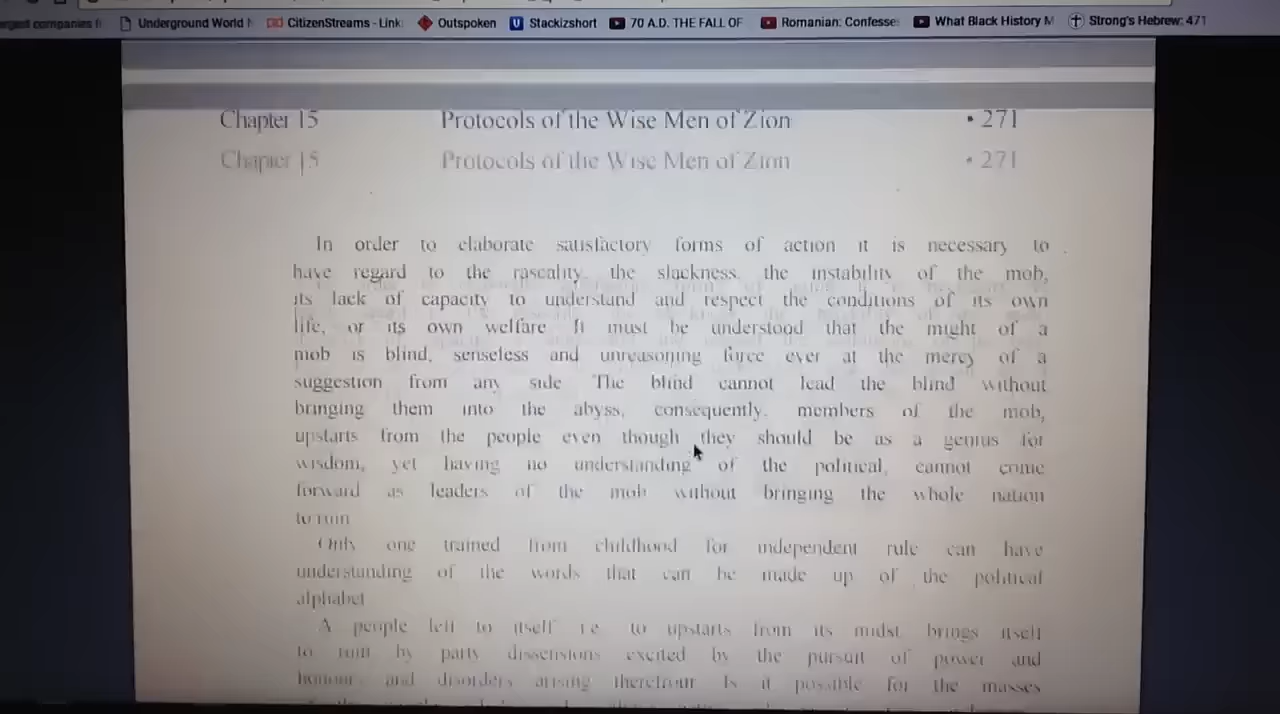 Underground World CitizenStreams - Link Outspoken Stackizshort 70 A.D. THE FALL OF Romanian: Confesse What Black History M Strong's Hebrew: 471
Chapter 15 Protocols of the Wise Men of Zion • 271
Chapter 15 Protocols of the Wise Men of Zion • 271
In order to elaborate satisfactory forms of action it is necessary to
have regard to the rascality, the slackness, the instability of the mob,
its lack of capacity to understand and respect the conditions of its own
life, or its own welfare It must be understood that the might of a
mob is blind, senseless and unreasoning force ever at the mercy of a
suggestion from any side The blind cannot lead the blind without
bringing them into the abyss, consequently, members of the mob,
upstarts from the people even though they should be as a genius for
wisdom, yet having no understanding of the political, cannot come
forward as leaders of the mob without bringing the whole nation
to ruin
Only one trained from childhood for independent rule can have
understanding of the words that can be made up of the political
alphabet
A people left to itself i.e. to upstarts from its midst brings itself
to ruin by party dissensions excited by the pursuit of power and
honours and disorders arising therefrom Is it possible for the masses